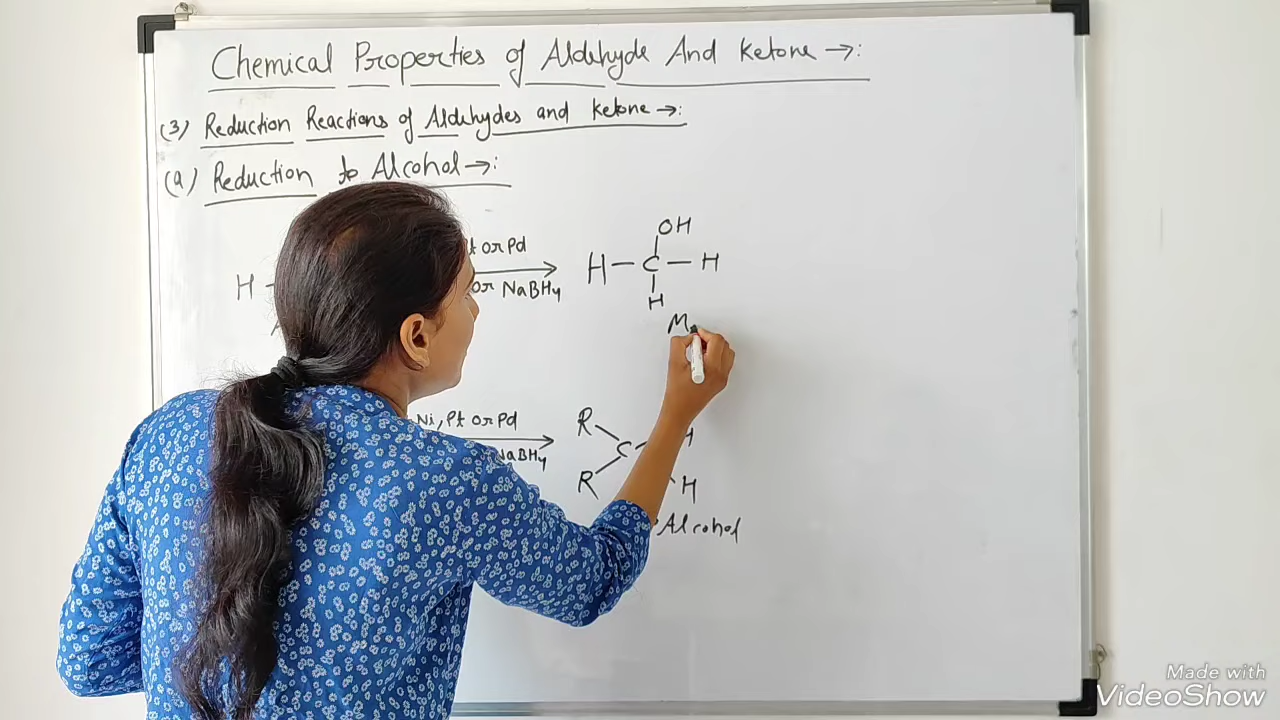 Chemical Properties of Aldehyde And Ketone →:
(3) Reduction Reactions of Aldehydes and Ketone →:
(a) Reduction to Alcohol →:
or Pd
H
or NaBH4
OH
H — C — H
H
M
Ni, Pt or Pd
NaBH4
R
C
H
R
H
Alcohol
Made with
VideoShow